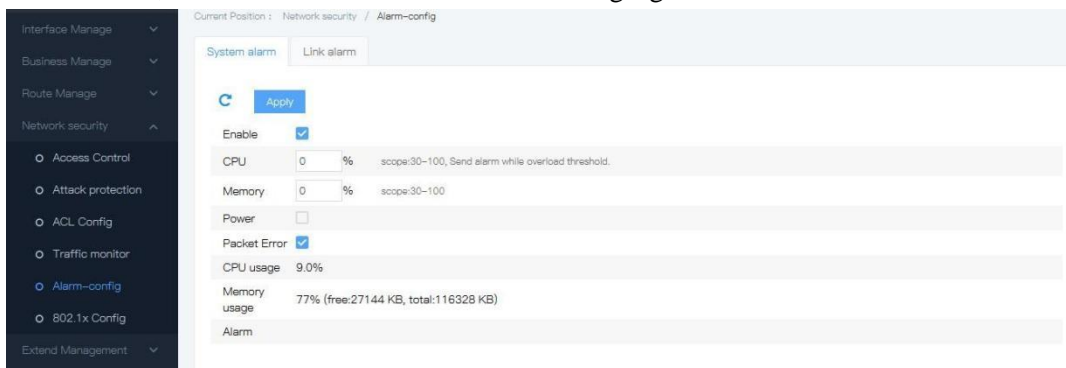 Interface Manage
Business Manage
Route Manage
Network security
Access Control
Attack protection
ACL Config
Traffic monitor
Alarm-config
802.1x Config
Extend Management
Current Position : Network security / Alarm-config
System alarm Link alarm
Apply
Enable
CPU 0 % scope:30-100, Send alarm while overload threshold.
Memory 0 % scope:30-100
Power
Packet Error
CPU usage 9.0%
Memory
usage
77% (free:27144 KB, total:116328 KB)
Alarm